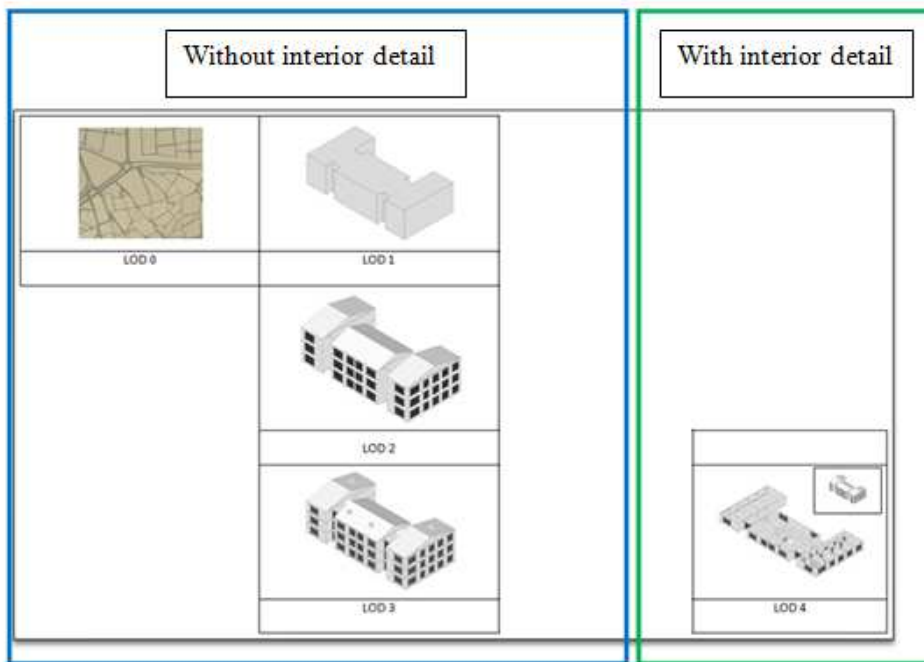 Without interior detail
With interior detail
LOD 0
LOD 1
LOD 2
LOD 3
LOD 4